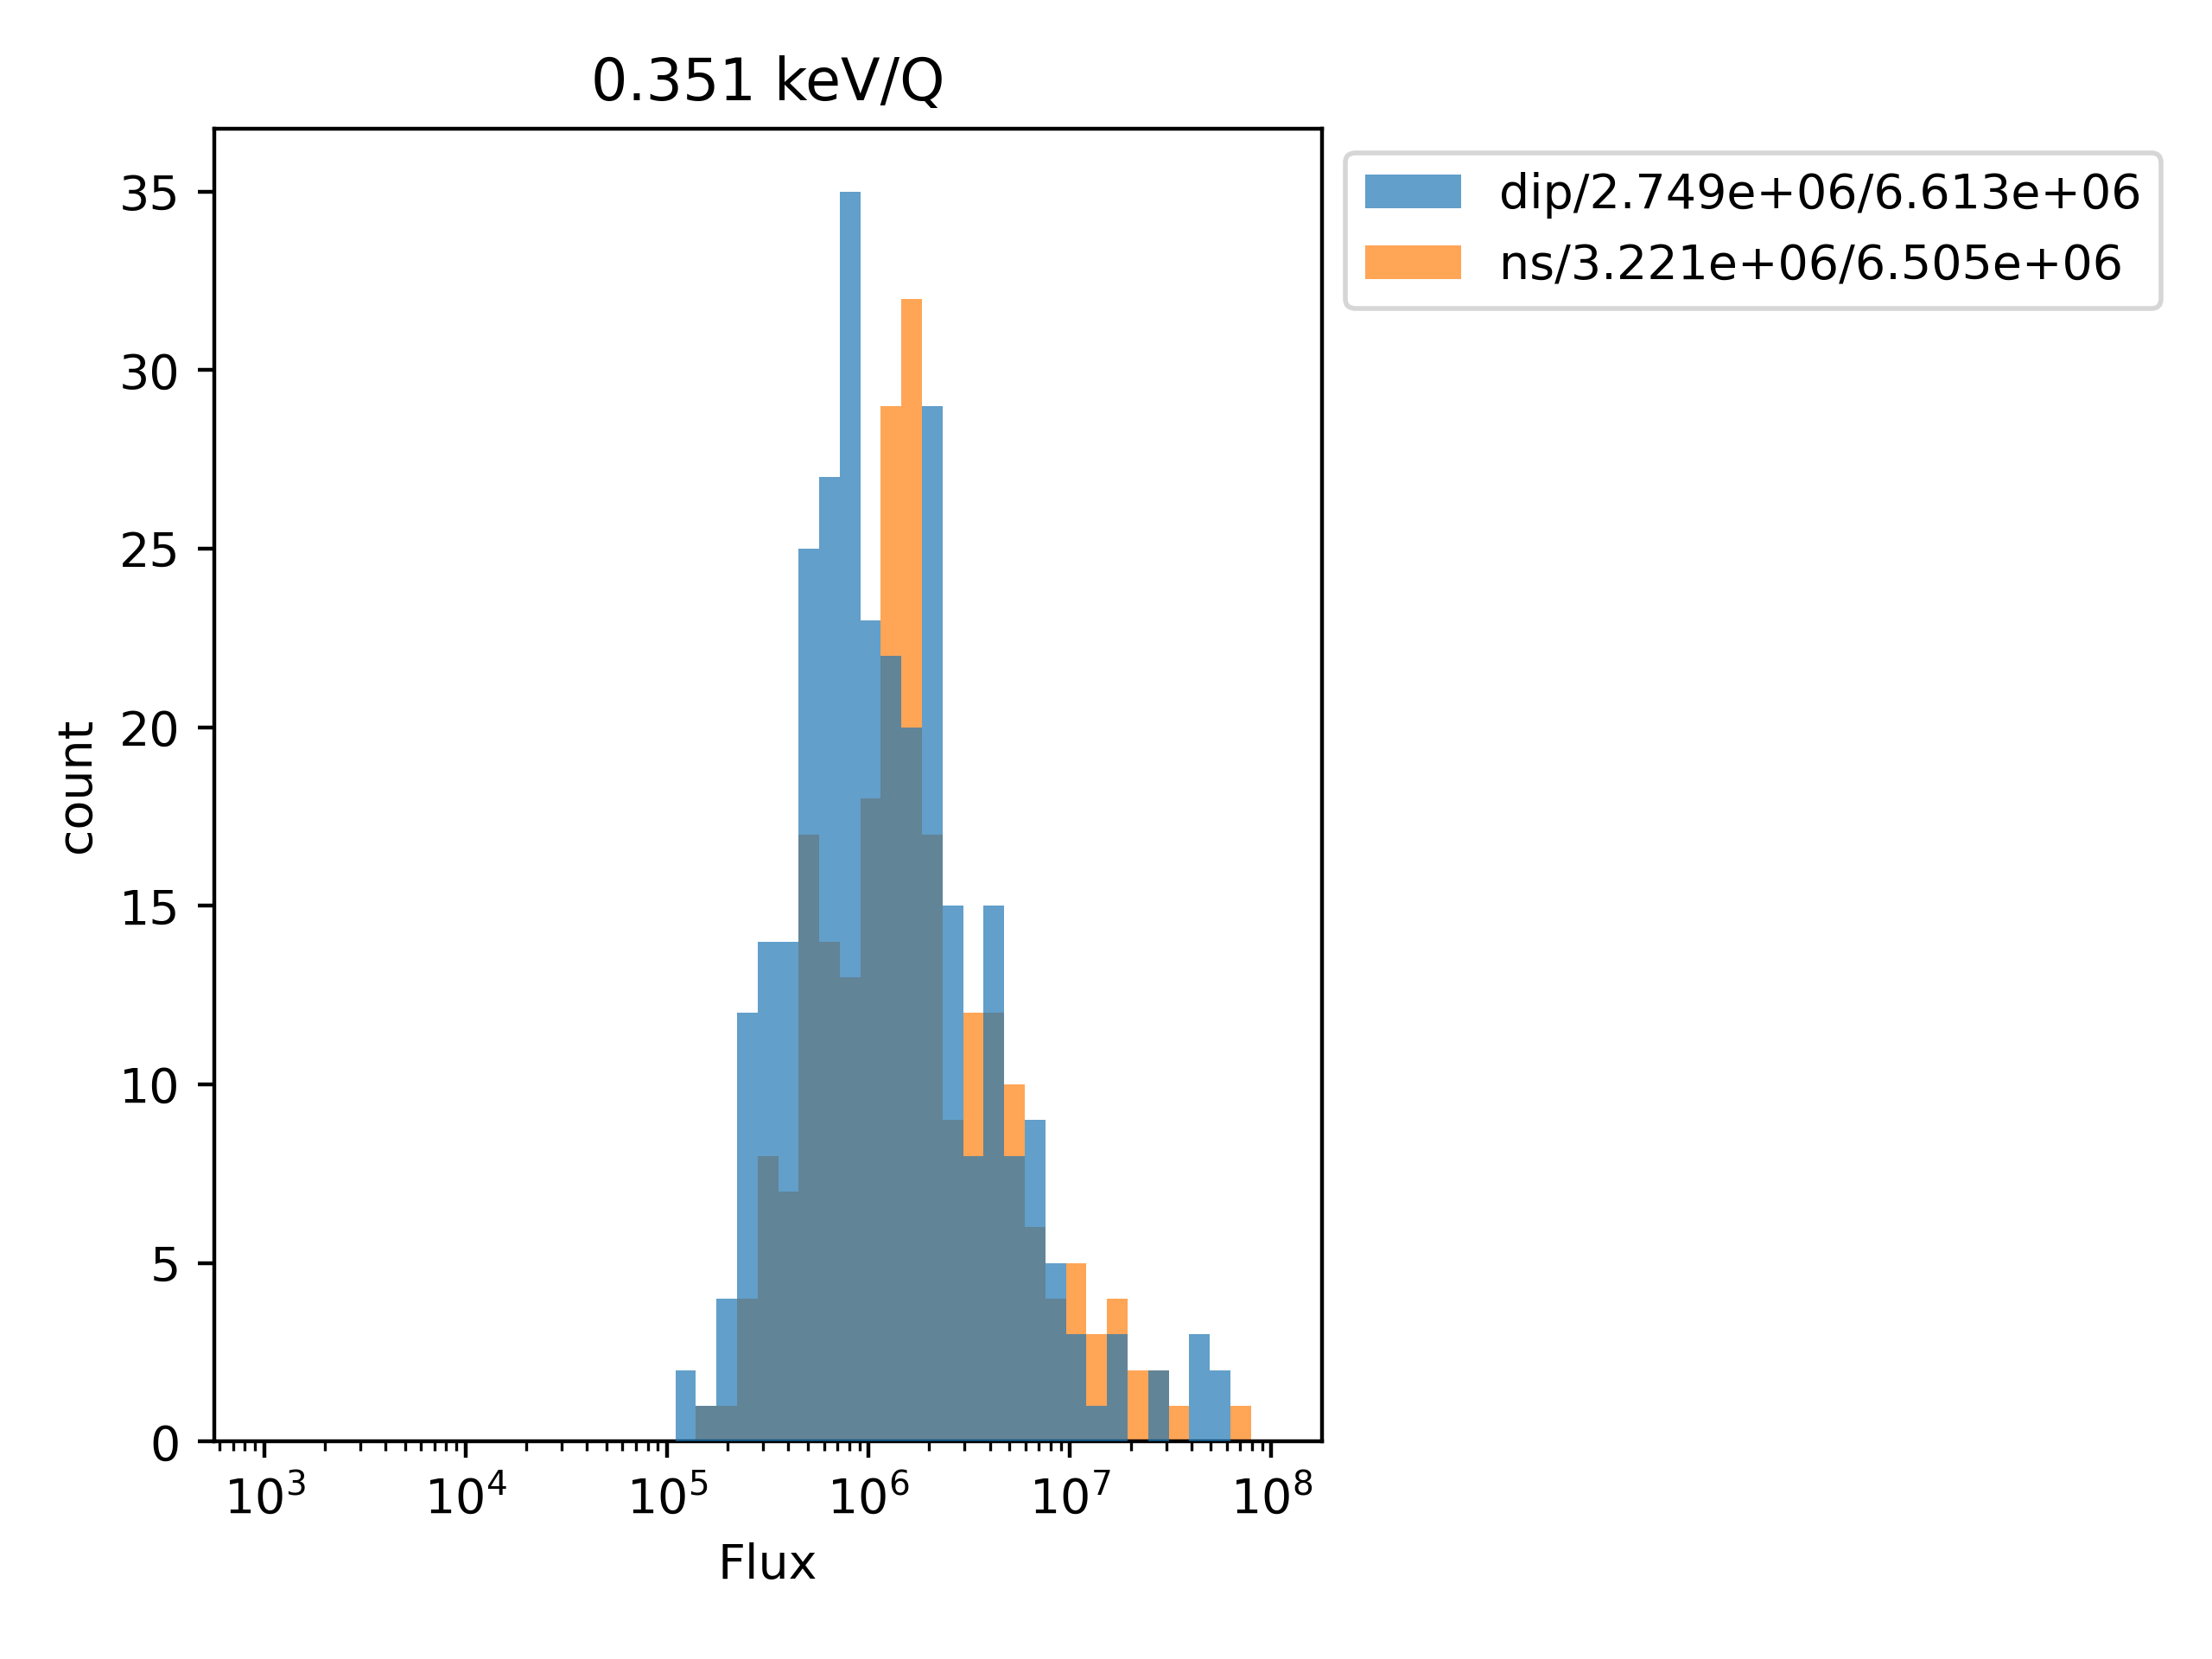 0.351 keV/Q
dip/2.749e+06/6.613e+06
ns/3.221e+06/6.505e+06
35
30
25
20
15
10
5
0
count
10³ 10⁴ 10⁵ 10⁶ 10⁷ 10⁸
Flux